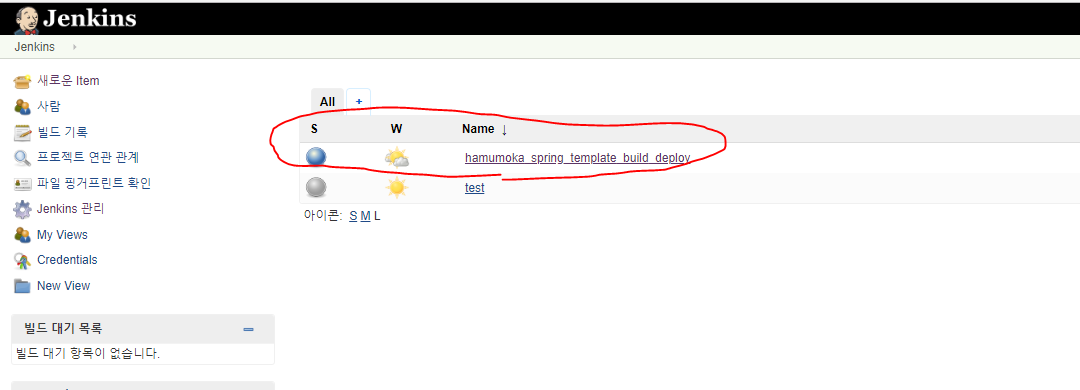 Jenkins
Jenkins
새로운 Item
사람
빌드 기록
프로젝트 연관 관계
파일 핑거프린트 확인
Jenkins 관리
My Views
Credentials
New View
빌드 대기 목록
빌드 대기 항목이 없습니다.
All +
S W Name ↓
hamumoka_spring_template_build_deploy
test
아이콘: S M L